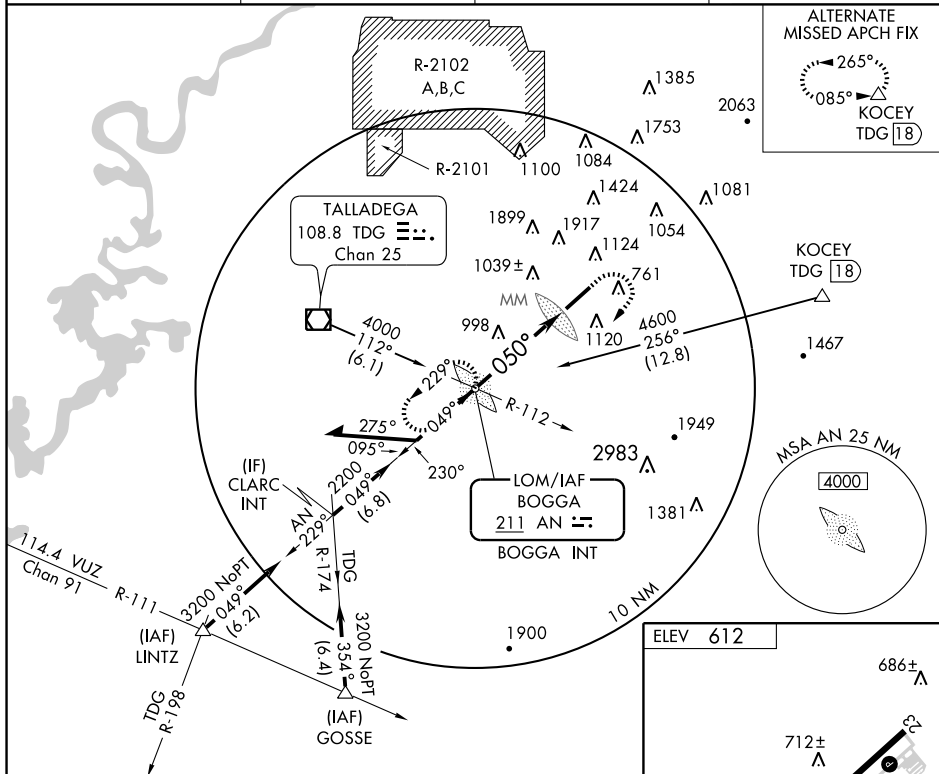 ALTERNATE
MISSED APCH FIX
265°
085°
KOCEY
TDG 18
R-2102
A,B,C
R-2101
1385
2063
1753
1100
1084
1424
1081
1899
1917
1054
1124
1039±
761
TALLADEGA
108.8 TDG
Chan 25
KOCEY
TDG 18
MM
998
1120
4600
256°
(12.8)
1467
4000
112°
(6.1)
050°
229°
049°
R-112
275°
095°
230°
1949
2983
1381
MSA AN 25 NM
4000
(IF)
CLARC
INT
2200
049°
(6.8)
AN
229°
LOM/IAF
BOGGA
211 AN
BOGGA INT
114.4 VUZ
Chan 91
R-111
3200 NoPT
049°
(6.2)
TDG
R-174
3200 NoPT
354°
(6.4)
10 NM
(IAF)
LINTZ
TDG
R-198
(IAF)
GOSSE
1900
ELEV 612
686±
712±
23
P